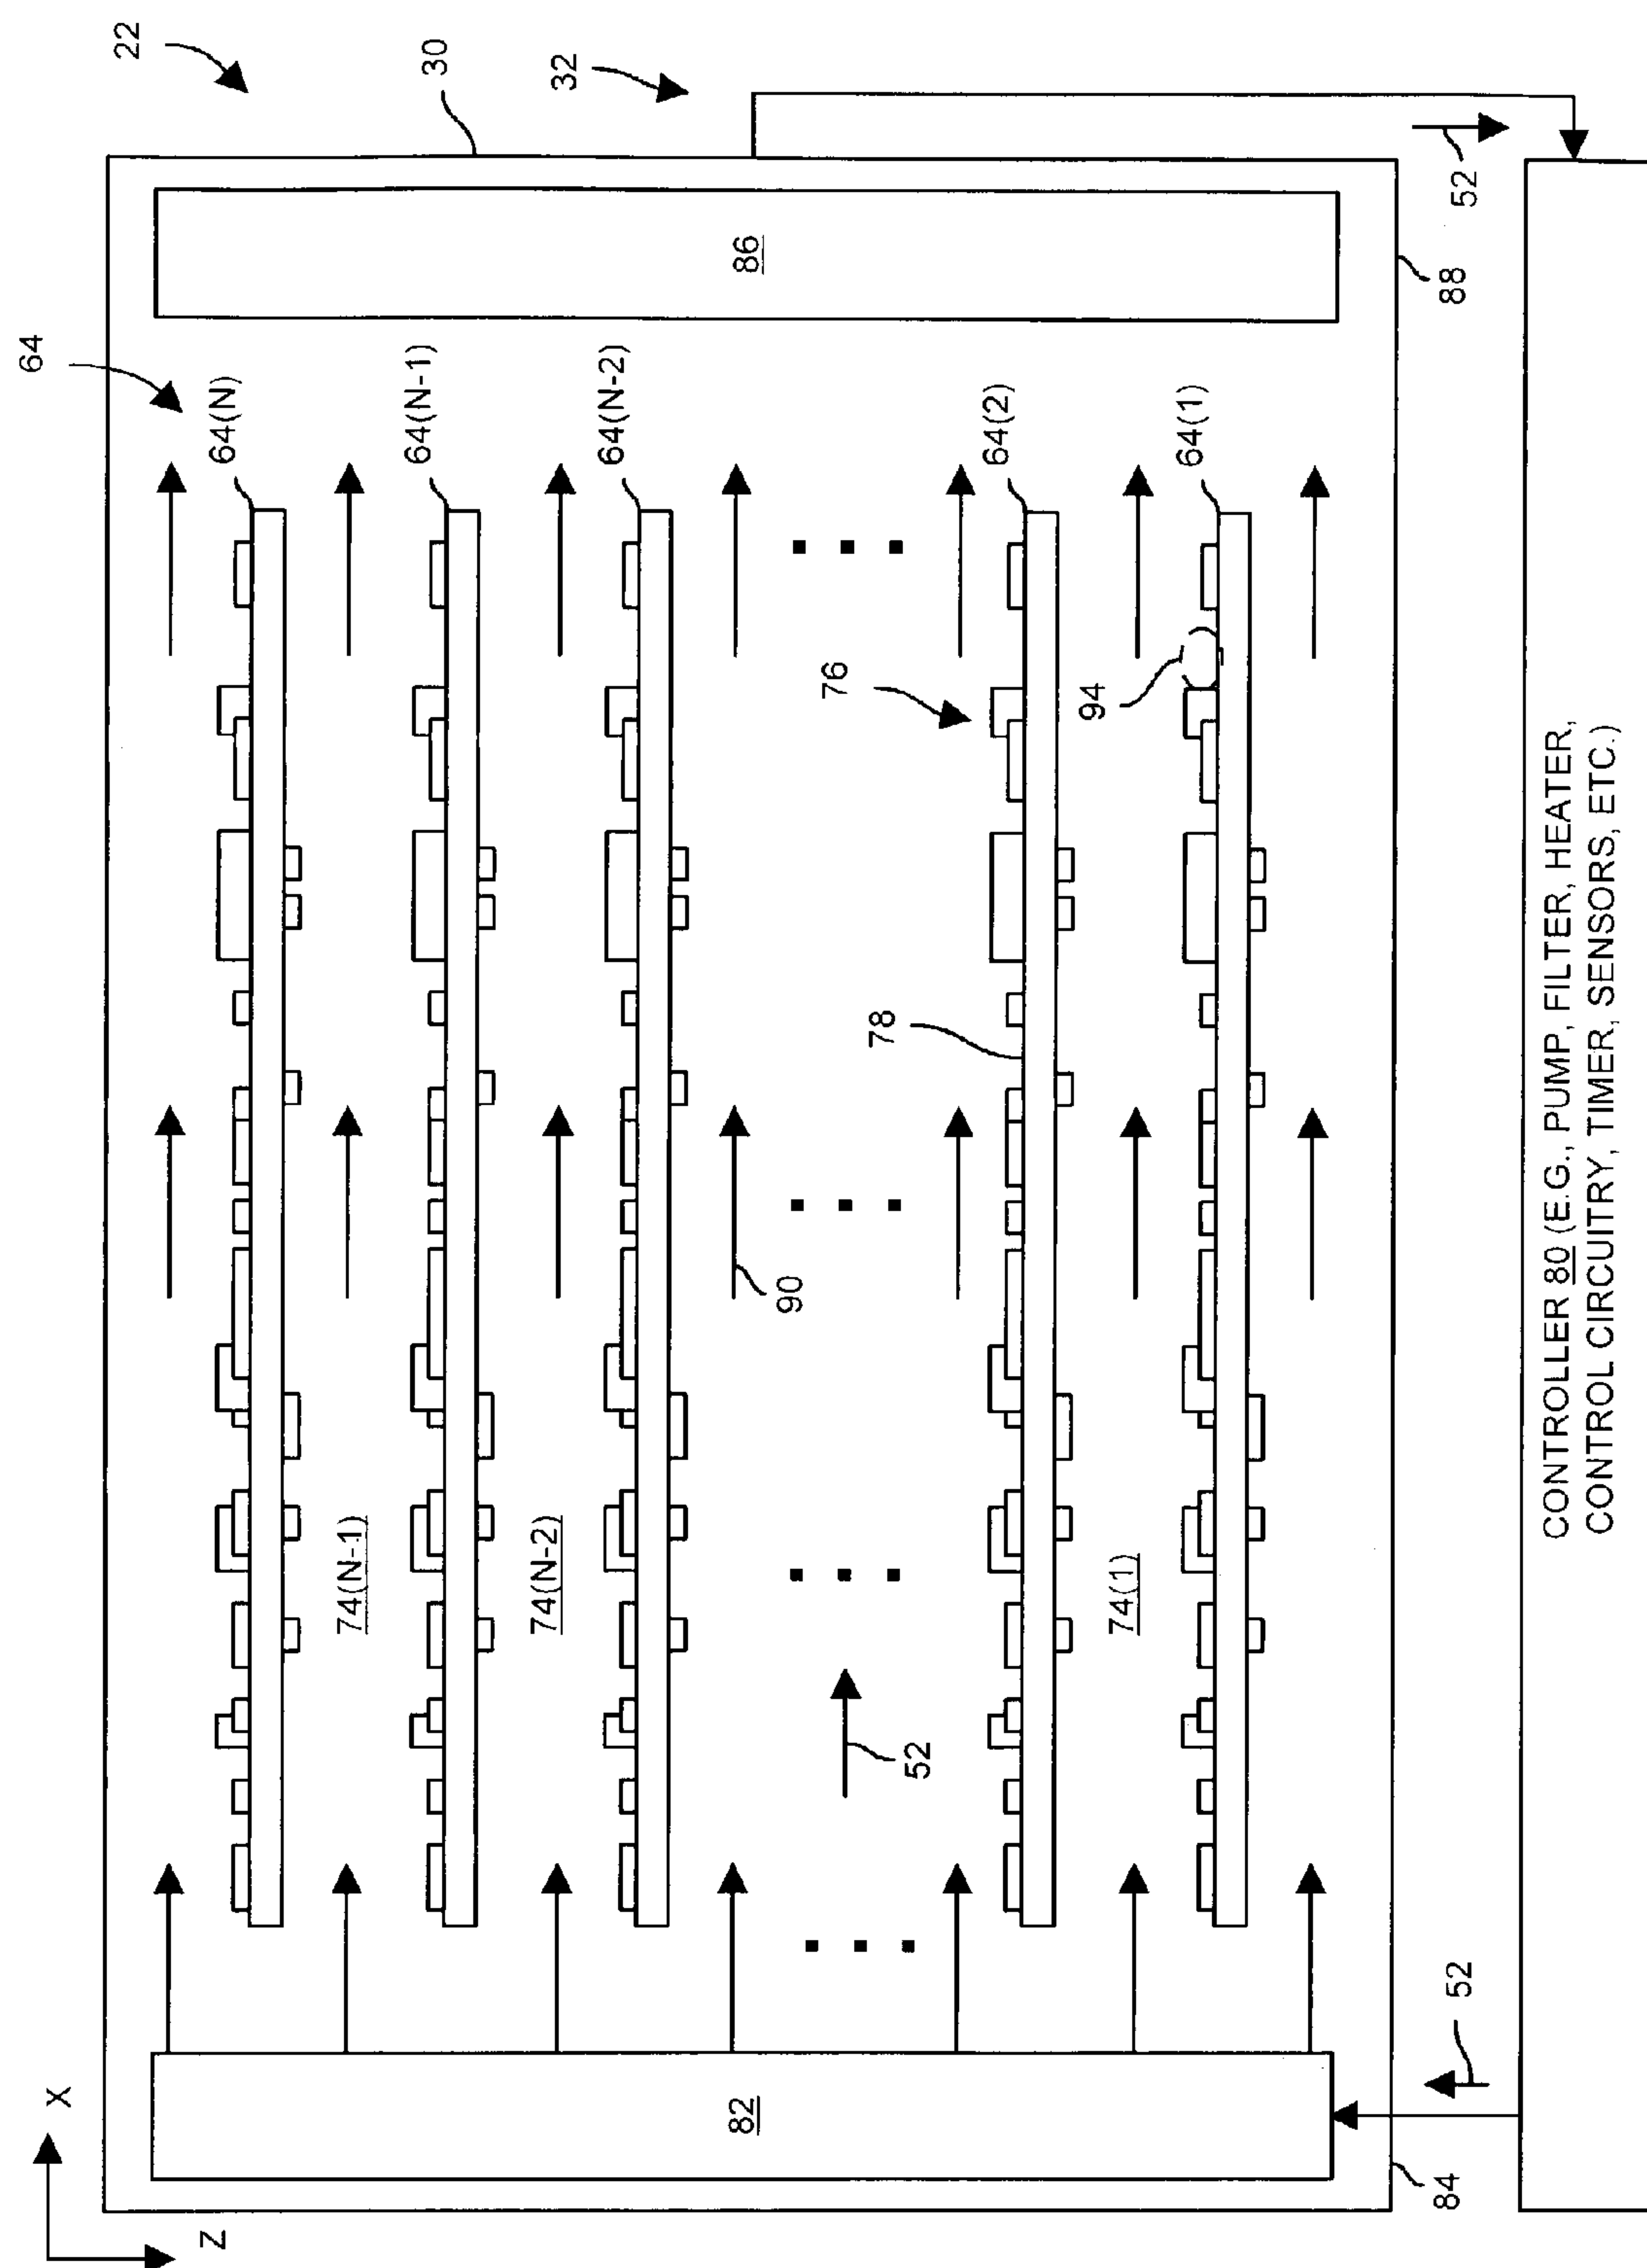 22
30
32
64
52
86
88
64(N)
64(N-1)
64(N-2)
64(2)
64(1)
76
94
78
90
74(N-1)
74(N-2)
74(1)
52
82
52
84
X
Z
CONTROLLER 80 (E.G., PUMP, FILTER, HEATER,
CONTROL CIRCUITRY, TIMER, SENSORS, ETC.)